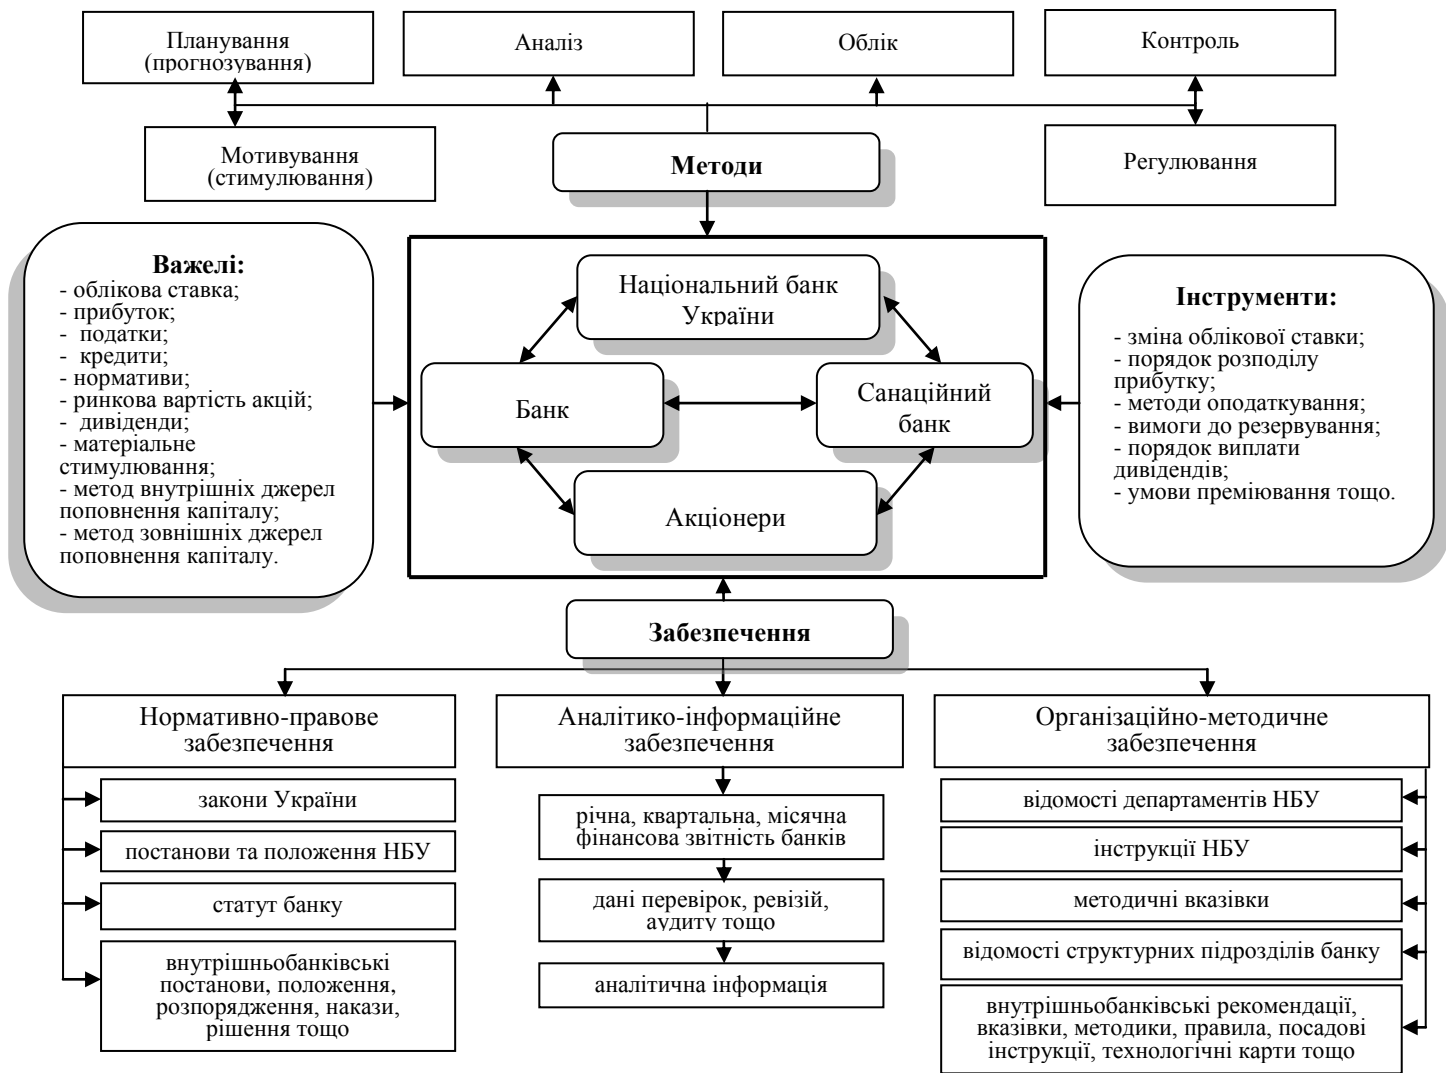 Планування
(прогнозування)
Аналіз
Облік
Контроль
Мотивування
(стимулювання)
Методи
Регулювання
Важелі:
- облікова ставка;
- прибуток;
-  податки;
-  кредити;
- нормативи;
- ринкова вартість акцій;
-  дивіденди;
- матеріальне
стимулювання;
- метод внутрішніх джерел
поповнення капіталу;
- метод зовнішніх джерел
поповнення капіталу.
Національний банк
України
Банк
Санаційний
банк
Акціонери
Інструменти:
- зміна облікової ставки;
- порядок розподілу
прибутку;
- методи оподаткування;
- вимоги до резервування;
- порядок виплати
дивідендів;
- умови преміювання тощо.
Забезпечення
Нормативно-правове
забезпечення
закони України
постанови та положення НБУ
статут банку
внутрішньобанківські
постанови, положення,
розпорядження, накази,
рішення тощо
Аналітико-інформаційне
забезпечення
річна, квартальна, місячна
фінансова звітність банків
дані перевірок, ревізій,
аудиту тощо
аналітична інформація
Організаційно-методичне
забезпечення
відомості департаментів НБУ
інструкції НБУ
методичні вказівки
відомості структурних підрозділів банку
внутрішньобанківські рекомендації,
вказівки, методики, правила, посадові
інструкції, технологічні карти тощо